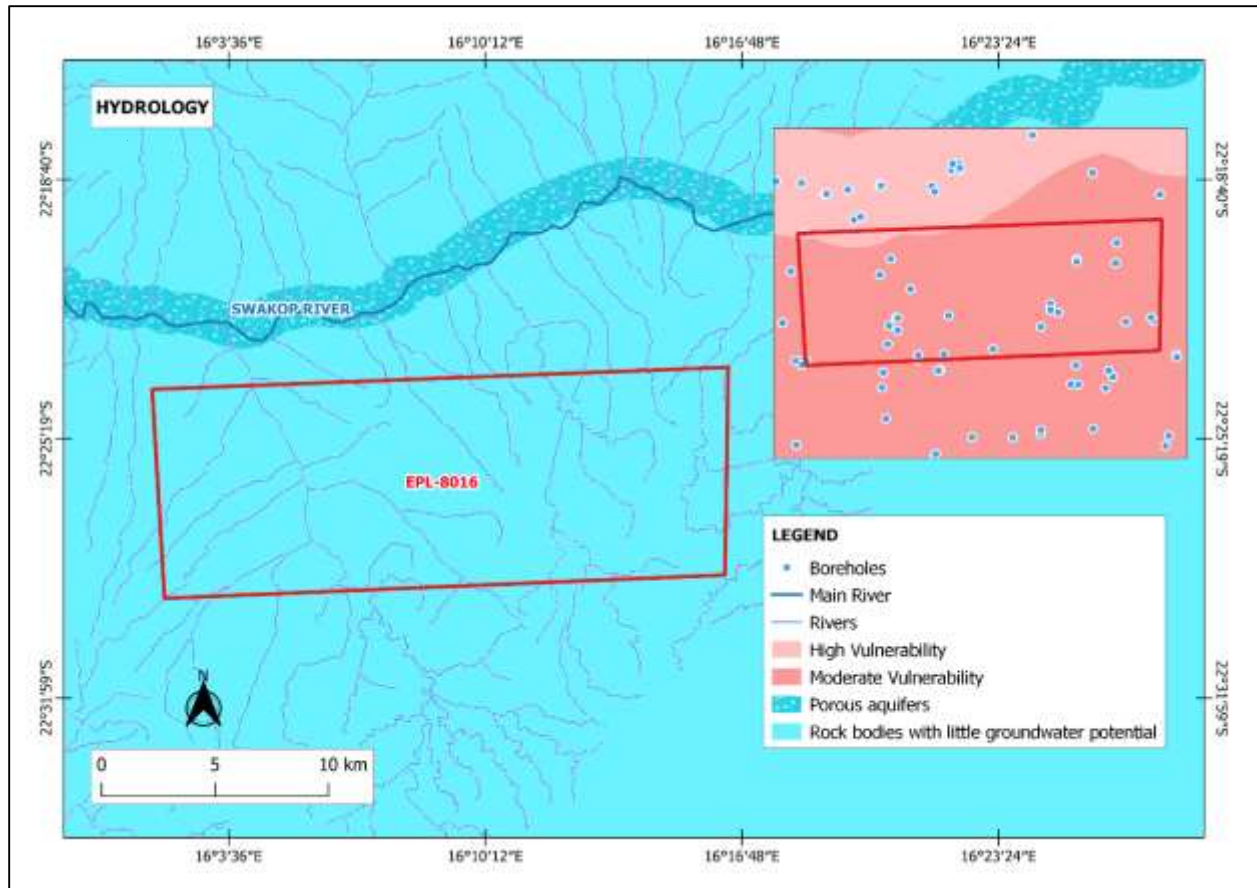 16°3'36"E 16°10'12"E 16°16'48"E 16°23'24"E
HYDROLOGY
22°18'40"S 22°18'40"S
SWAKOP RIVER
22°25'19"S 22°25'19"S
EPL-8016
LEGEND
Boreholes
Main River
Rivers
High Vulnerability
Moderate Vulnerability
Porous aquifers
Rock bodies with little groundwater potential
N
22°31'59"S 22°31'59"S
0 5 10 km
16°3'36"E 16°10'12"E 16°16'48"E 16°23'24"E